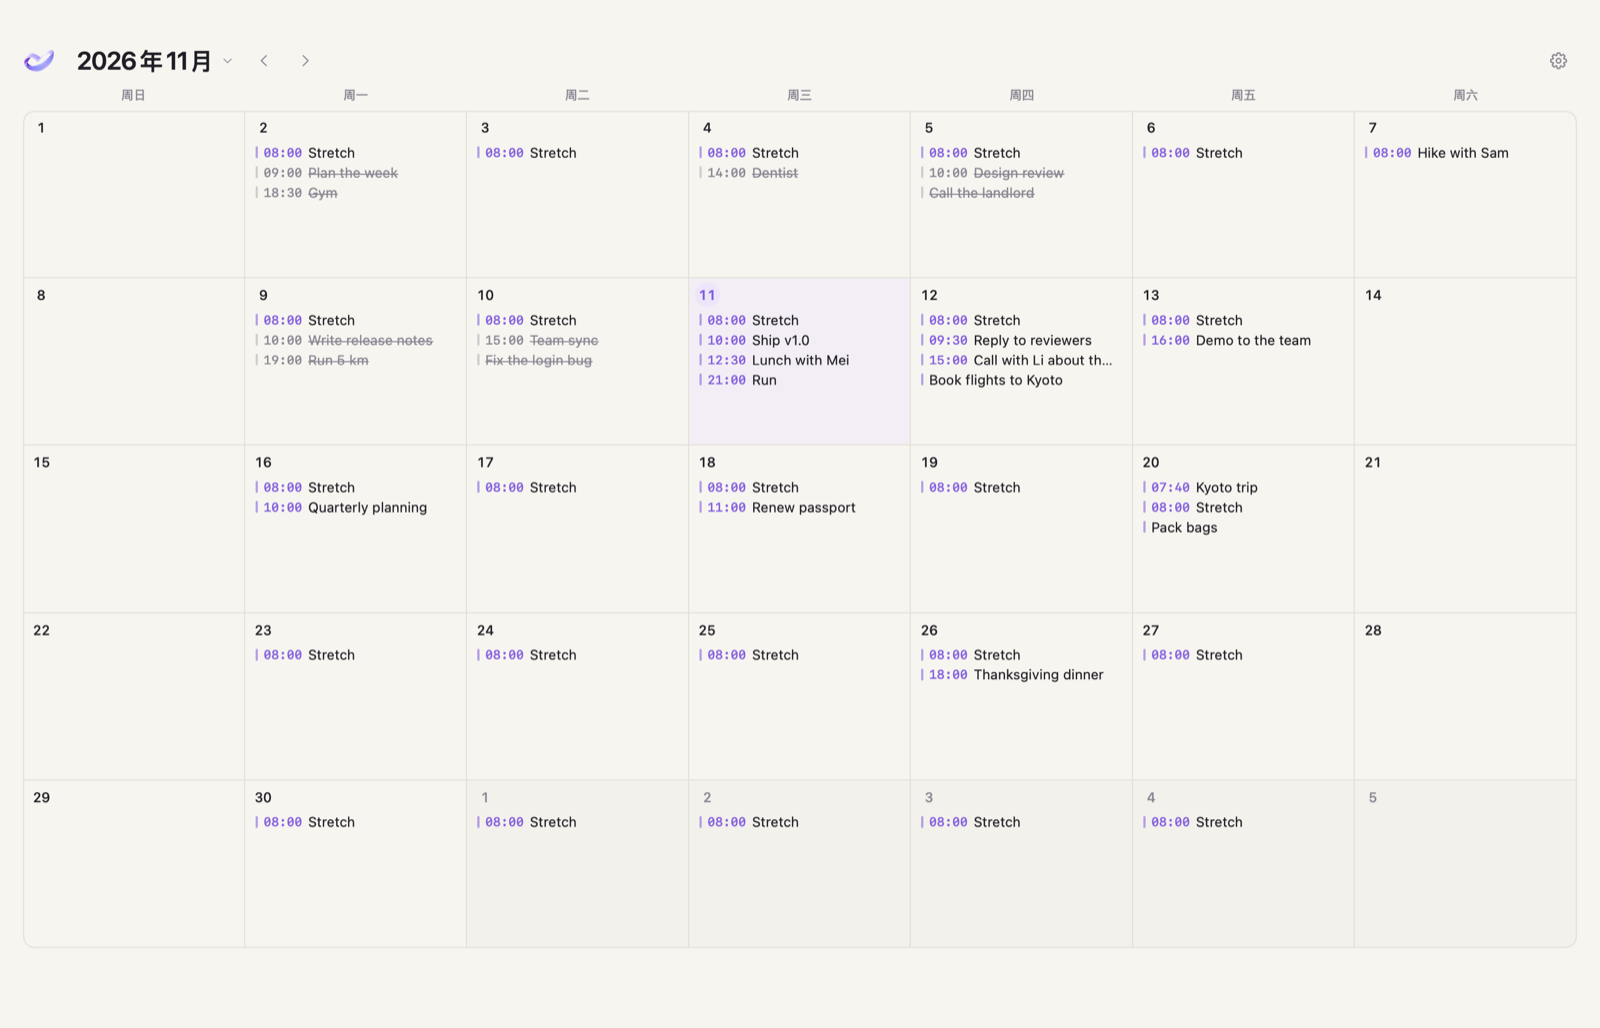 2026年11月
周日 周一 周二 周三 周四 周五 周六
1
2
08:00 Stretch
09:00 Plan the week
18:30 Gym
3
08:00 Stretch
4
08:00 Stretch
14:00 Dentist
5
08:00 Stretch
10:00 Design review
Call the landlord
6
08:00 Stretch
7
08:00 Hike with Sam
8
9
08:00 Stretch
10:00 Write release notes
19:00 Run 5 km
10
08:00 Stretch
15:00 Team sync
Fix the login bug
11
08:00 Stretch
10:00 Ship v1.0
12:30 Lunch with Mei
21:00 Run
12
08:00 Stretch
09:30 Reply to reviewers
15:00 Call with Li about th...
Book flights to Kyoto
13
08:00 Stretch
16:00 Demo to the team
14
15
16
08:00 Stretch
10:00 Quarterly planning
17
08:00 Stretch
18
08:00 Stretch
11:00 Renew passport
19
08:00 Stretch
20
07:40 Kyoto trip
08:00 Stretch
Pack bags
21
22
23
08:00 Stretch
24
08:00 Stretch
25
08:00 Stretch
26
08:00 Stretch
18:00 Thanksgiving dinner
27
08:00 Stretch
28
29
30
08:00 Stretch
1
08:00 Stretch
2
08:00 Stretch
3
08:00 Stretch
4
08:00 Stretch
5